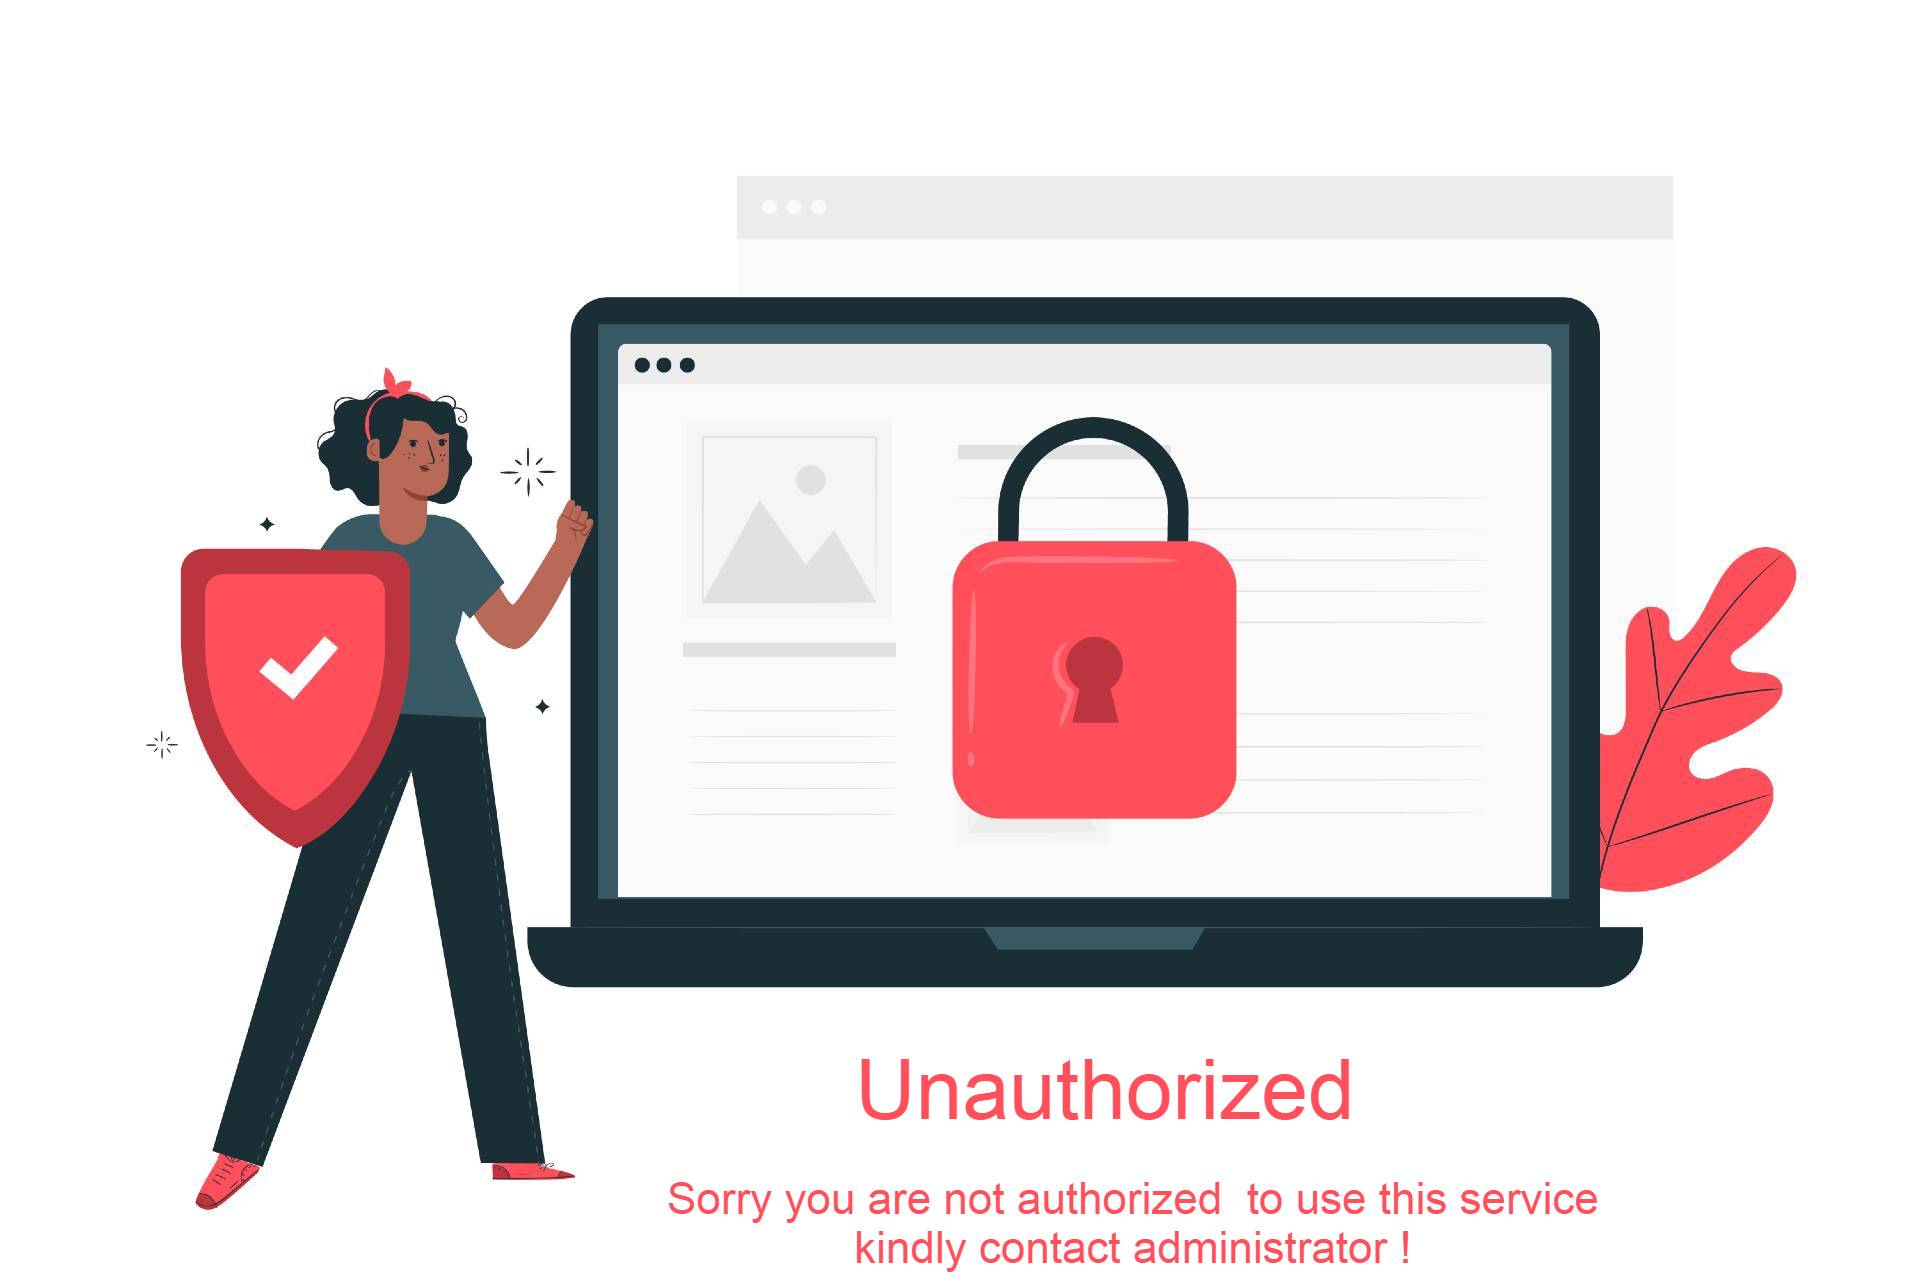 Unauthorized
Sorry you are not authorized  to use this service
kindly contact administrator !